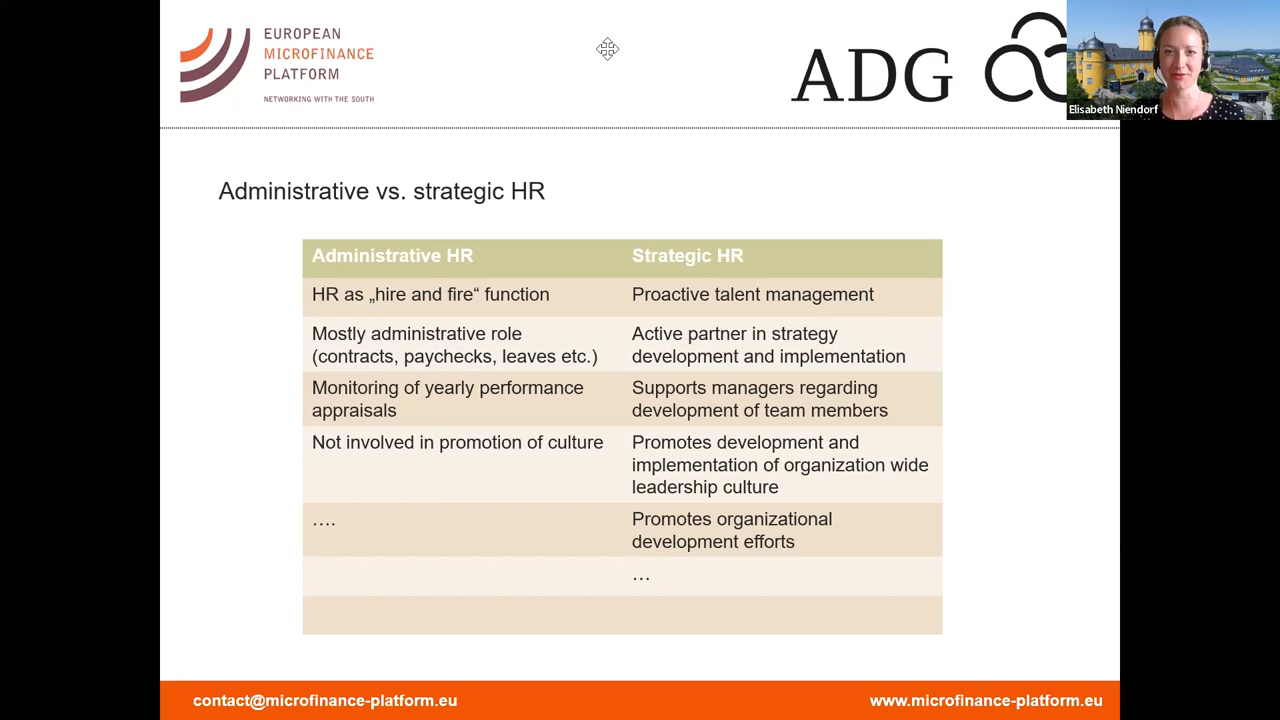 EUROPEAN
MICROFINANCE
PLATFORM
NETWORKING WITH THE SOUTH
ADG
Elisabeth Niendorf
Administrative vs. strategic HR
Administrative HR
Strategic HR
HR as „hire and fire“ function
Proactive talent management
Mostly administrative role
(contracts, paychecks, leaves etc.)
Active partner in strategy
development and implementation
Monitoring of yearly performance
appraisals
Supports managers regarding
development of team members
Not involved in promotion of culture
Promotes development and
implementation of organization wide
leadership culture
….
Promotes organizational
development efforts
…
contact@microfinance-platform.eu
www.microfinance-platform.eu